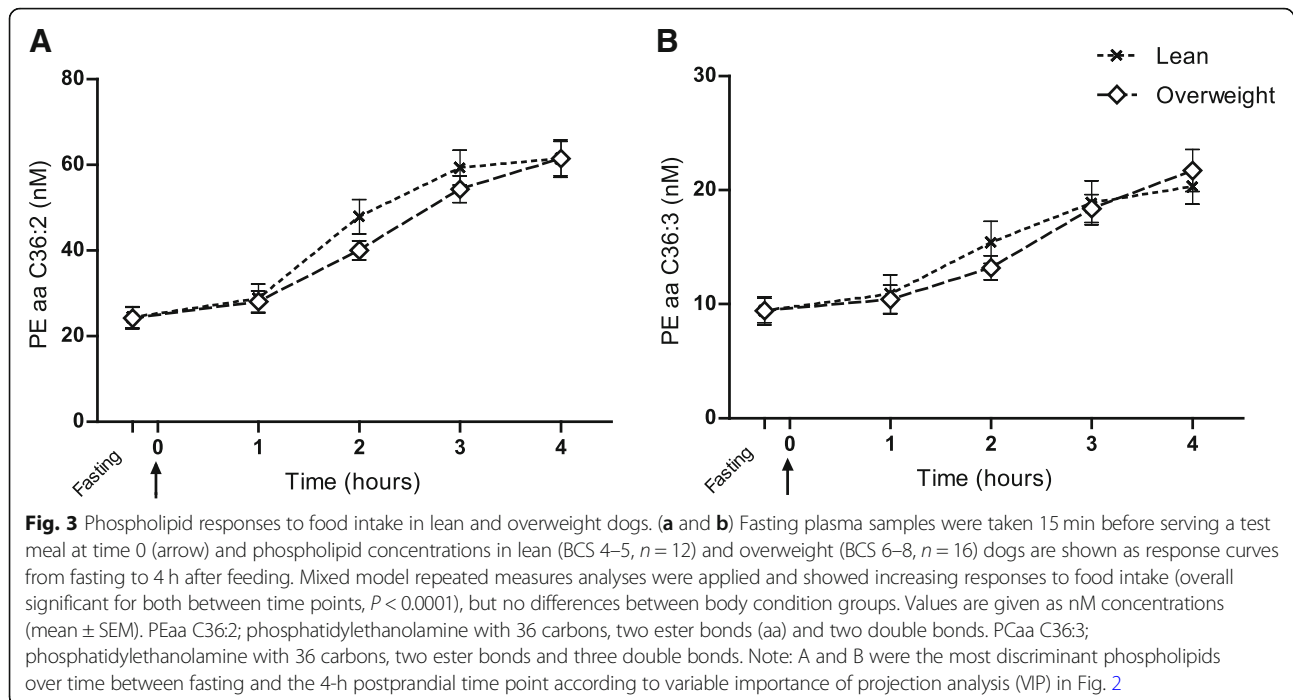 A
B
Lean
Overweight
80
60
40
20
0
PE aa C36:2 (nM)
Fasting
0
1
2
3
4
Time (hours)
30
20
10
0
PE aa C36:3 (nM)
Fasting
0
1
2
3
4
Time (hours)
Fig. 3 Phospholipid responses to food intake in lean and overweight dogs. (a and b) Fasting plasma samples were taken 15 min before serving a test
meal at time 0 (arrow) and phospholipid concentrations in lean (BCS 4–5, n = 12) and overweight (BCS 6–8, n = 16) dogs are shown as response curves
from fasting to 4 h after feeding. Mixed model repeated measures analyses were applied and showed increasing responses to food intake (overall
significant for both between time points, P < 0.0001), but no differences between body condition groups. Values are given as nM concentrations
(mean ± SEM). PEaa C36:2; phosphatidylethanolamine with 36 carbons, two ester bonds (aa) and two double bonds. PCaa C36:3;
phosphatidylethanolamine with 36 carbons, two ester bonds and three double bonds. Note: A and B were the most discriminant phospholipids
over time between fasting and the 4-h postprandial time point according to variable importance of projection analysis (VIP) in Fig. 2